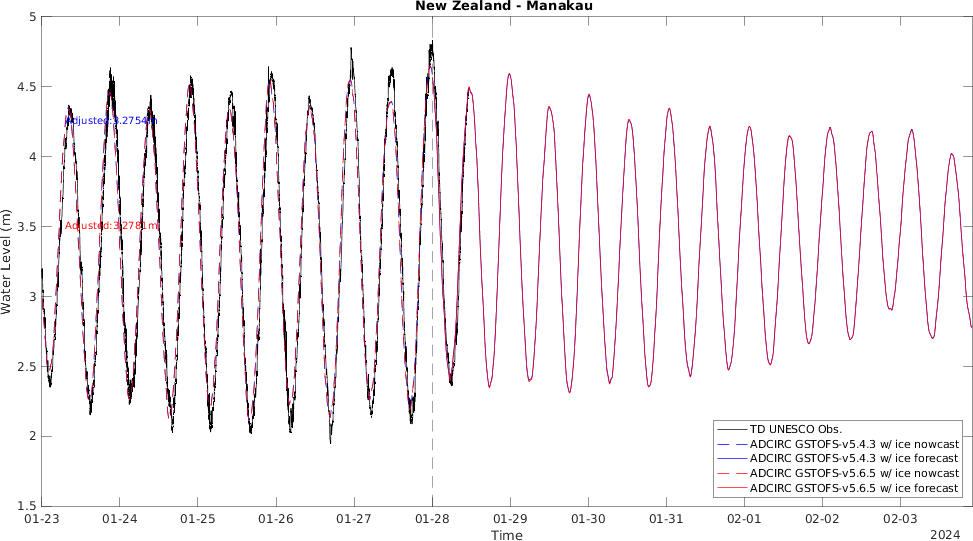 New Zealand - Manakau
Water Level (m)
5
4.5
4
3.5
3
2.5
2
1.5
Adjusted:3.2754m
Adjusted:3.2781m
TD UNESCO Obs.
ADCIRC GSTOFS-v5.4.3 w/ ice nowcast
ADCIRC GSTOFS-v5.4.3 w/ ice forecast
ADCIRC GSTOFS-v5.6.5 w/ ice nowcast
ADCIRC GSTOFS-v5.6.5 w/ ice forecast
01-23 01-24 01-25 01-26 01-27 01-28 01-29 01-30 01-31 02-01 02-02 02-03
Time
2024